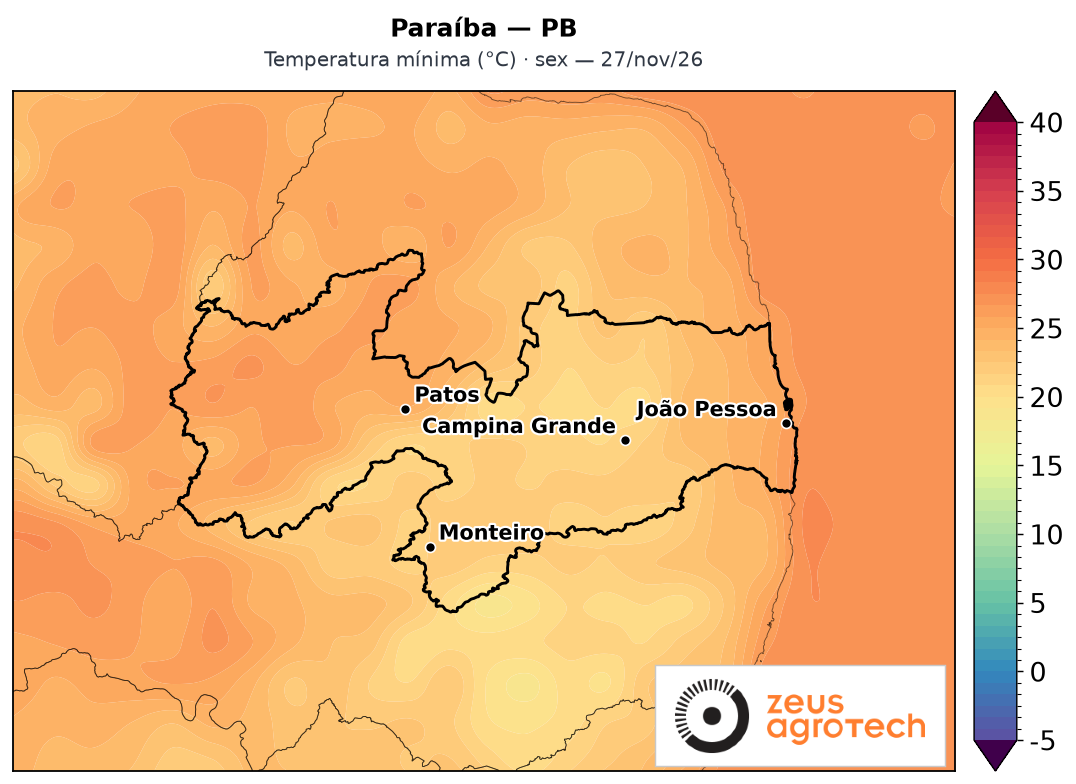 Paraíba — PB
Temperatura mínima (°C) · sex — 27/nov/26
40
35
30
25
20
15
10
5
0
-5
Patos
João Pessoa
Campina Grande
Monteiro
zeus
agrotech